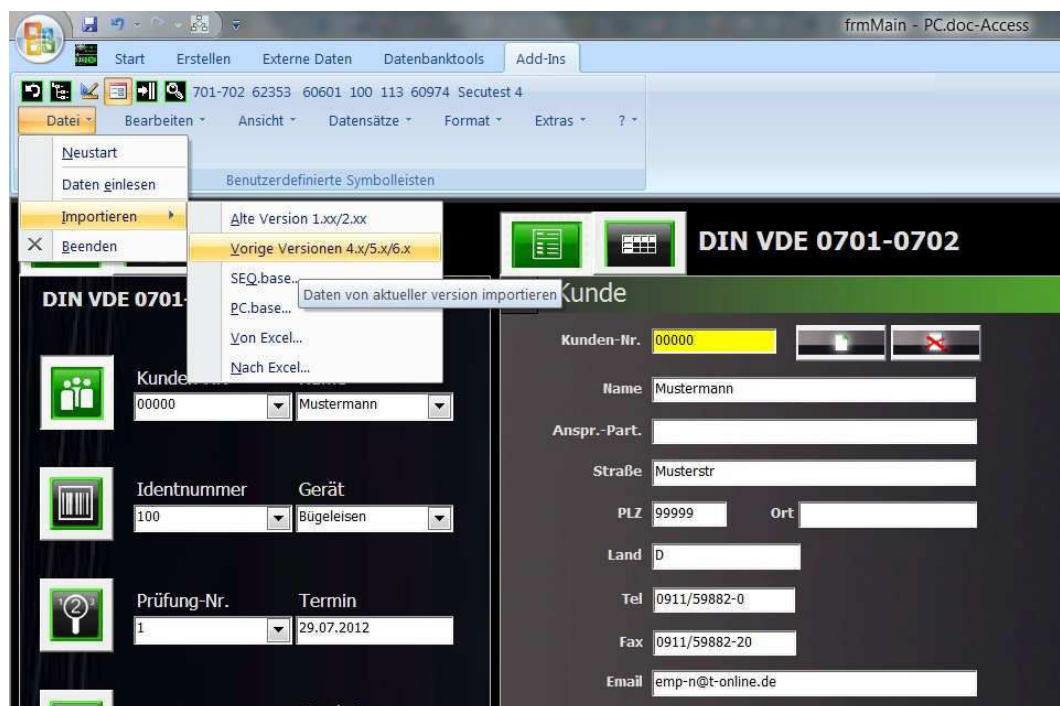 frmMain - PC.doc-Access
Start Erstellen Externe Daten Datenbanktools Add-Ins
701-702 62353 60601 100 113 60974 Secutest 4
Datei Bearbeiten Ansicht Datensätze Format Extras ?
Neustart
Daten einlesen
Importieren
Beenden
Benutzerdefinierte Symbolleisten
Alte Version 1.xx/2.xx
Vorige Versionen 4.x/5.x/6.x
SEQ.base...
PC.base...
Von Excel...
Nach Excel...
Daten von aktueller version importieren
DIN VDE 0701-
Kunde
00000
Mustermann
Identnummer
Gerät
100
Bügeleisen
Prüfung-Nr.
Termin
1
29.07.2012
DIN VDE 0701-0702
Kunde
Kunden-Nr. 00000
Name Mustermann
Anspr.-Part.
Straße Musterstr
PLZ 99999 Ort
Land D
Tel 0911/59882-0
Fax 0911/59882-20
Email emp-n@t-online.de